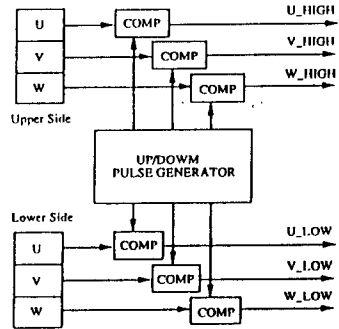 U COMP U_HIGH
V COMP V_HIGH
W COMP W_HIGH
Upper Side
UP/DOWM
PULSE GENERATOR
Lower Side
U COMP U_LOW
V COMP V_LOW
W COMP W_LOW